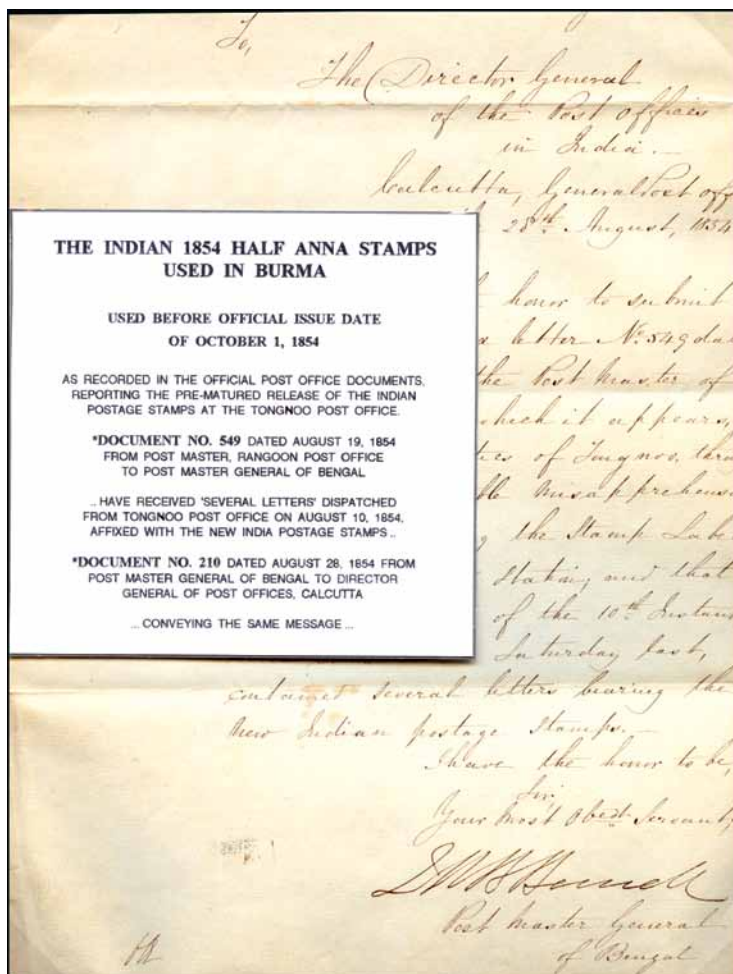 To,
The Director General
of the Post offices
in India.
Calcutta, General Post off
28th August, 1854
honor to submit
a letter No. 549 da
the Post Master of
which it appears,
ties of Tungnoo, thro
ble misapprehens
the Stamp Labe
Station, and that
of the 10th Instan
Saturday last,
contained several letters bearing the
new Indian postage stamps.
I have the honor to be,
Sir,
Your most Obedt. Servant,
Post Master General
of Bengal
THE INDIAN 1854 HALF ANNA STAMPS
USED IN BURMA
USED BEFORE OFFICIAL ISSUE DATE
OF OCTOBER 1, 1854
AS RECORDED IN THE OFFICIAL POST OFFICE DOCUMENTS,
REPORTING THE PRE-MATURED RELEASE OF THE INDIAN
POSTAGE STAMPS AT THE TONGNOO POST OFFICE.
*DOCUMENT NO. 549 DATED AUGUST 19, 1854
FROM POST MASTER, RANGOON POST OFFICE
TO POST MASTER GENERAL OF BENGAL
.. HAVE RECEIVED 'SEVERAL LETTERS' DISPATCHED
FROM TONGNOO POST OFFICE ON AUGUST 10, 1854,
AFFIXED WITH THE NEW INDIA POSTAGE STAMPS ..
*DOCUMENT NO. 210 DATED AUGUST 28, 1854 FROM
POST MASTER GENERAL OF BENGAL TO DIRECTOR
GENERAL OF POST OFFICES, CALCUTTA
... CONVEYING THE SAME MESSAGE ...